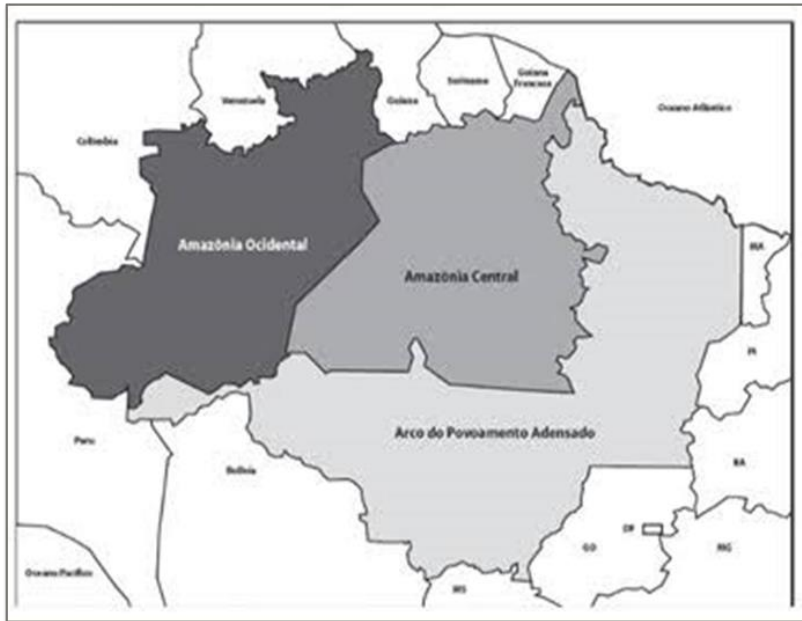 Venezuela
Guiana
Suriname
Goiana
Francesa
Oceano Atlântico
Colômbia
Amazônia Ocidental
Amazônia Central
MA
PI
Arco do Povoamento Adensado
Peru
Bolívia
BA
DF
GO
MG
Oceano Pacífico
MS